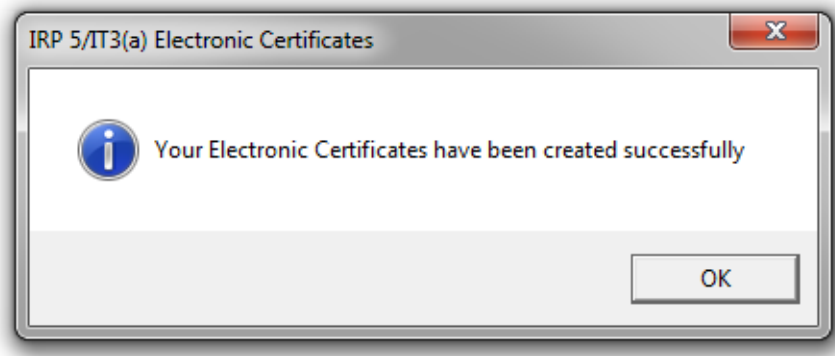 IRP 5/IT3(a) Electronic Certificates
Your Electronic Certificates have been created successfully
OK